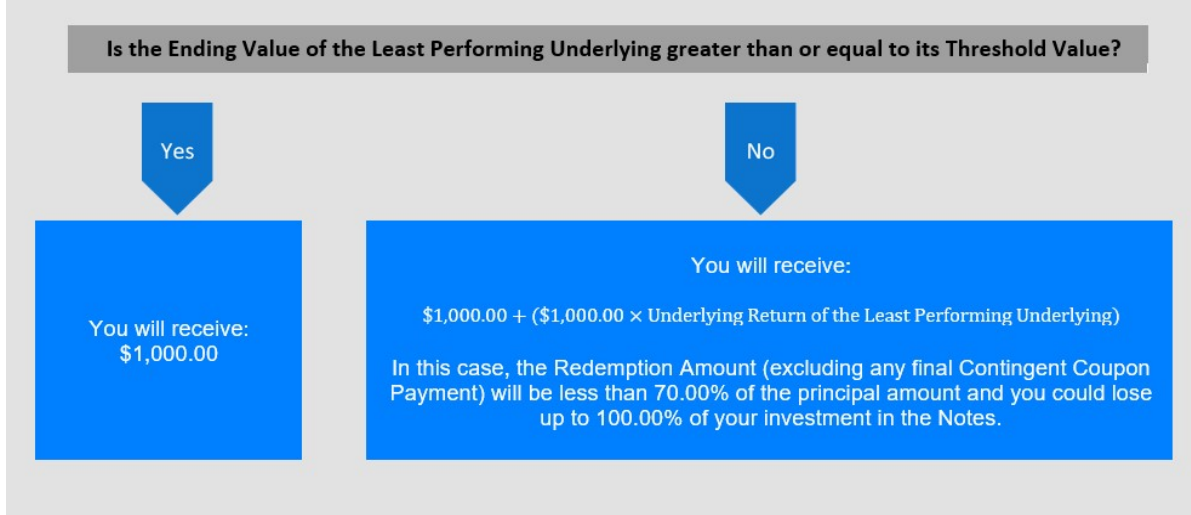 Is the Ending Value of the Least Performing Underlying greater than or equal to its Threshold Value?
Yes
No
You will receive:
$1,000.00
You will receive:
$1,000.00 + ($1,000.00 × Underlying Return of the Least Performing Underlying)
In this case, the Redemption Amount (excluding any final Contingent Coupon
Payment) will be less than 70.00% of the principal amount and you could lose
up to 100.00% of your investment in the Notes.